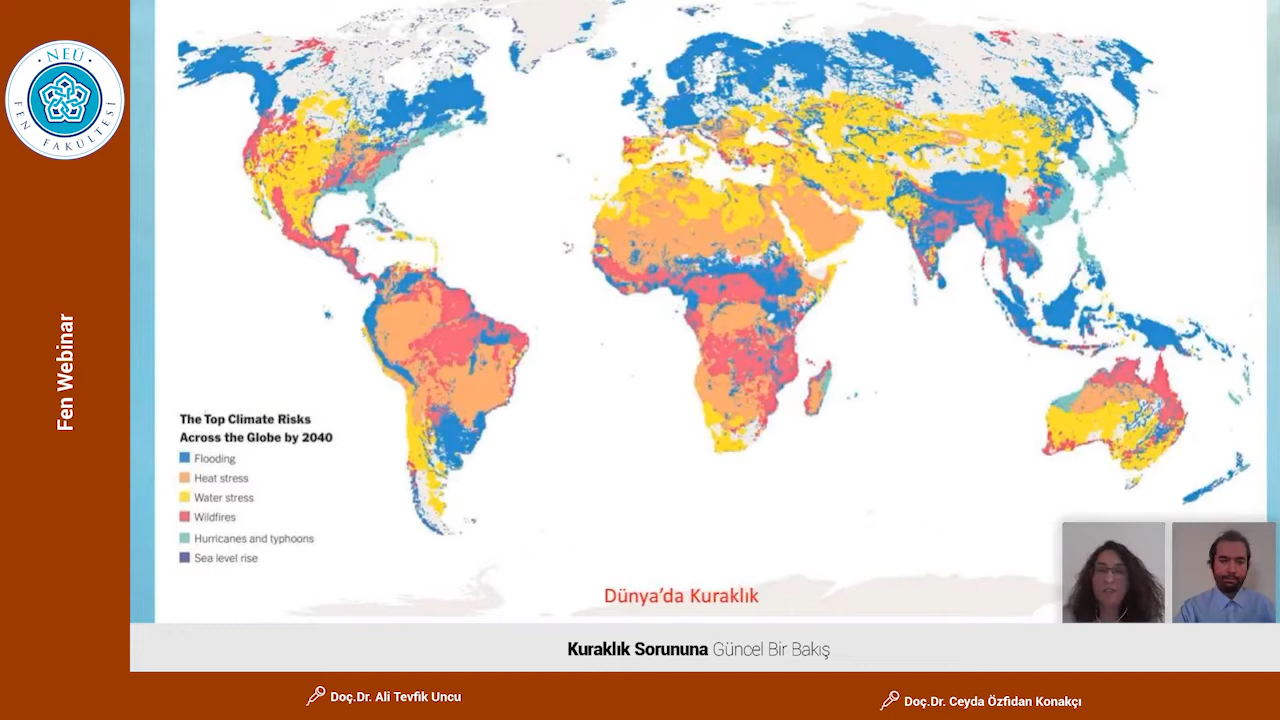 NEÜ
FEN FAKÜLTESİ
Fen Webinar
The Top Climate Risks
Across the Globe by 2040
Flooding
Heat stress
Water stress
Wildfires
Hurricanes and typhoons
Sea level rise
Dünya’da Kuraklık
Kuraklık Sorununa Güncel Bir Bakış
Doç.Dr. Ali Tevfik Uncu
Doç.Dr. Ceyda Özfidan Konakçı